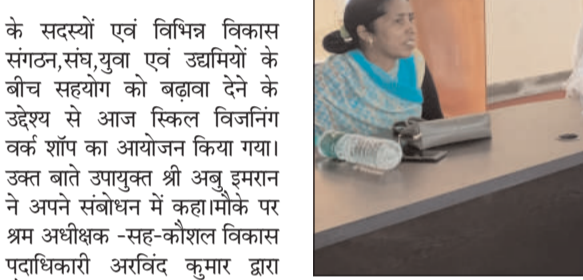 के सदस्यों एवं विभिन्न विकास
संगठन,संघ,युवा एवं उद्यमियों के
बीच सहयोग को बढ़ावा देने के
उद्देश्य से आज स्किल विजनिंग
वर्क शॉप का आयोजन किया गया।
उक्त बाते उपायुक्त श्री अबु इमरान
ने अपने संबोधन में कहा।मौके पर
श्रम अधीक्षक -सह-कौशल विकास
पदाधिकारी अरविंद कुमार द्वारा